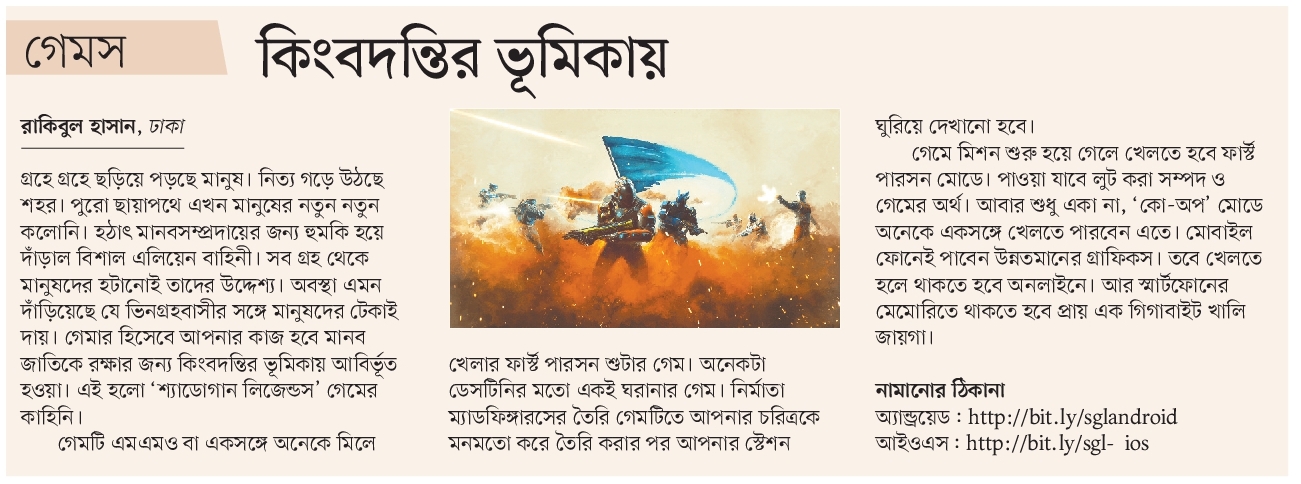 গেমস
কিংবদন্তির ভূমিকায়
রাকিবুল হাসান, ঢাকা
গ্রহে গ্রহে ছড়িয়ে পড়ছে মানুষ। নিত্য গড়ে উঠছে
শহর। পুরো ছায়াপথে এখন মানুষের নতুন নতুন
কলোনি। হঠাৎ মানবসম্প্রদায়ের জন্য হুমকি হয়ে
দাঁড়াল বিশাল এলিয়েন বাহিনী। সব গ্রহ থেকে
মানুষদের হটানোই তাদের উদ্দেশ্য। অবস্থা এমন
দাঁড়িয়েছে যে ভিনগ্রহবাসীর সঙ্গে মানুষদের টেকাই
দায়। গেমার হিসেবে আপনার কাজ হবে মানব
জাতিকে রক্ষার জন্য কিংবদন্তির ভূমিকায় আবির্ভূত
হওয়া। এই হলো ‘শ্যাডোগান লিজেন্ডস’ গেমের
কাহিনি।
গেমটি এমএমও বা একসঙ্গে অনেকে মিলে
খেলার ফার্স্ট পারসন শুটার গেম। অনেকটা
ডেসটিনির মতো একই ঘরানার গেম। নির্মাতা
ম্যাডফিঙ্গারসের তৈরি গেমটিতে আপনার চরিত্রকে
মনমতো করে তৈরি করার পর আপনার স্টেশন
ঘুরিয়ে দেখানো হবে।
গেমে মিশন শুরু হয়ে গেলে খেলতে হবে ফার্স্ট
পারসন মোডে। পাওয়া যাবে লুট করা সম্পদ ও
গেমের অর্থ। আবার শুধু একা না, ‘কো-অপ’ মোডে
অনেকে একসঙ্গে খেলতে পারবেন এতে। মোবাইল
ফোনেই পাবেন উন্নতমানের গ্রাফিকস। তবে খেলতে
হলে থাকতে হবে অনলাইনে। আর স্মার্টফোনের
মেমোরিতে থাকতে হবে প্রায় এক গিগাবাইট খালি
জায়গা।
নামানোর ঠিকানা
অ্যান্ড্রয়েড : http://bit.ly/sglandroid
আইওএস : http://bit.ly/sgl- ios